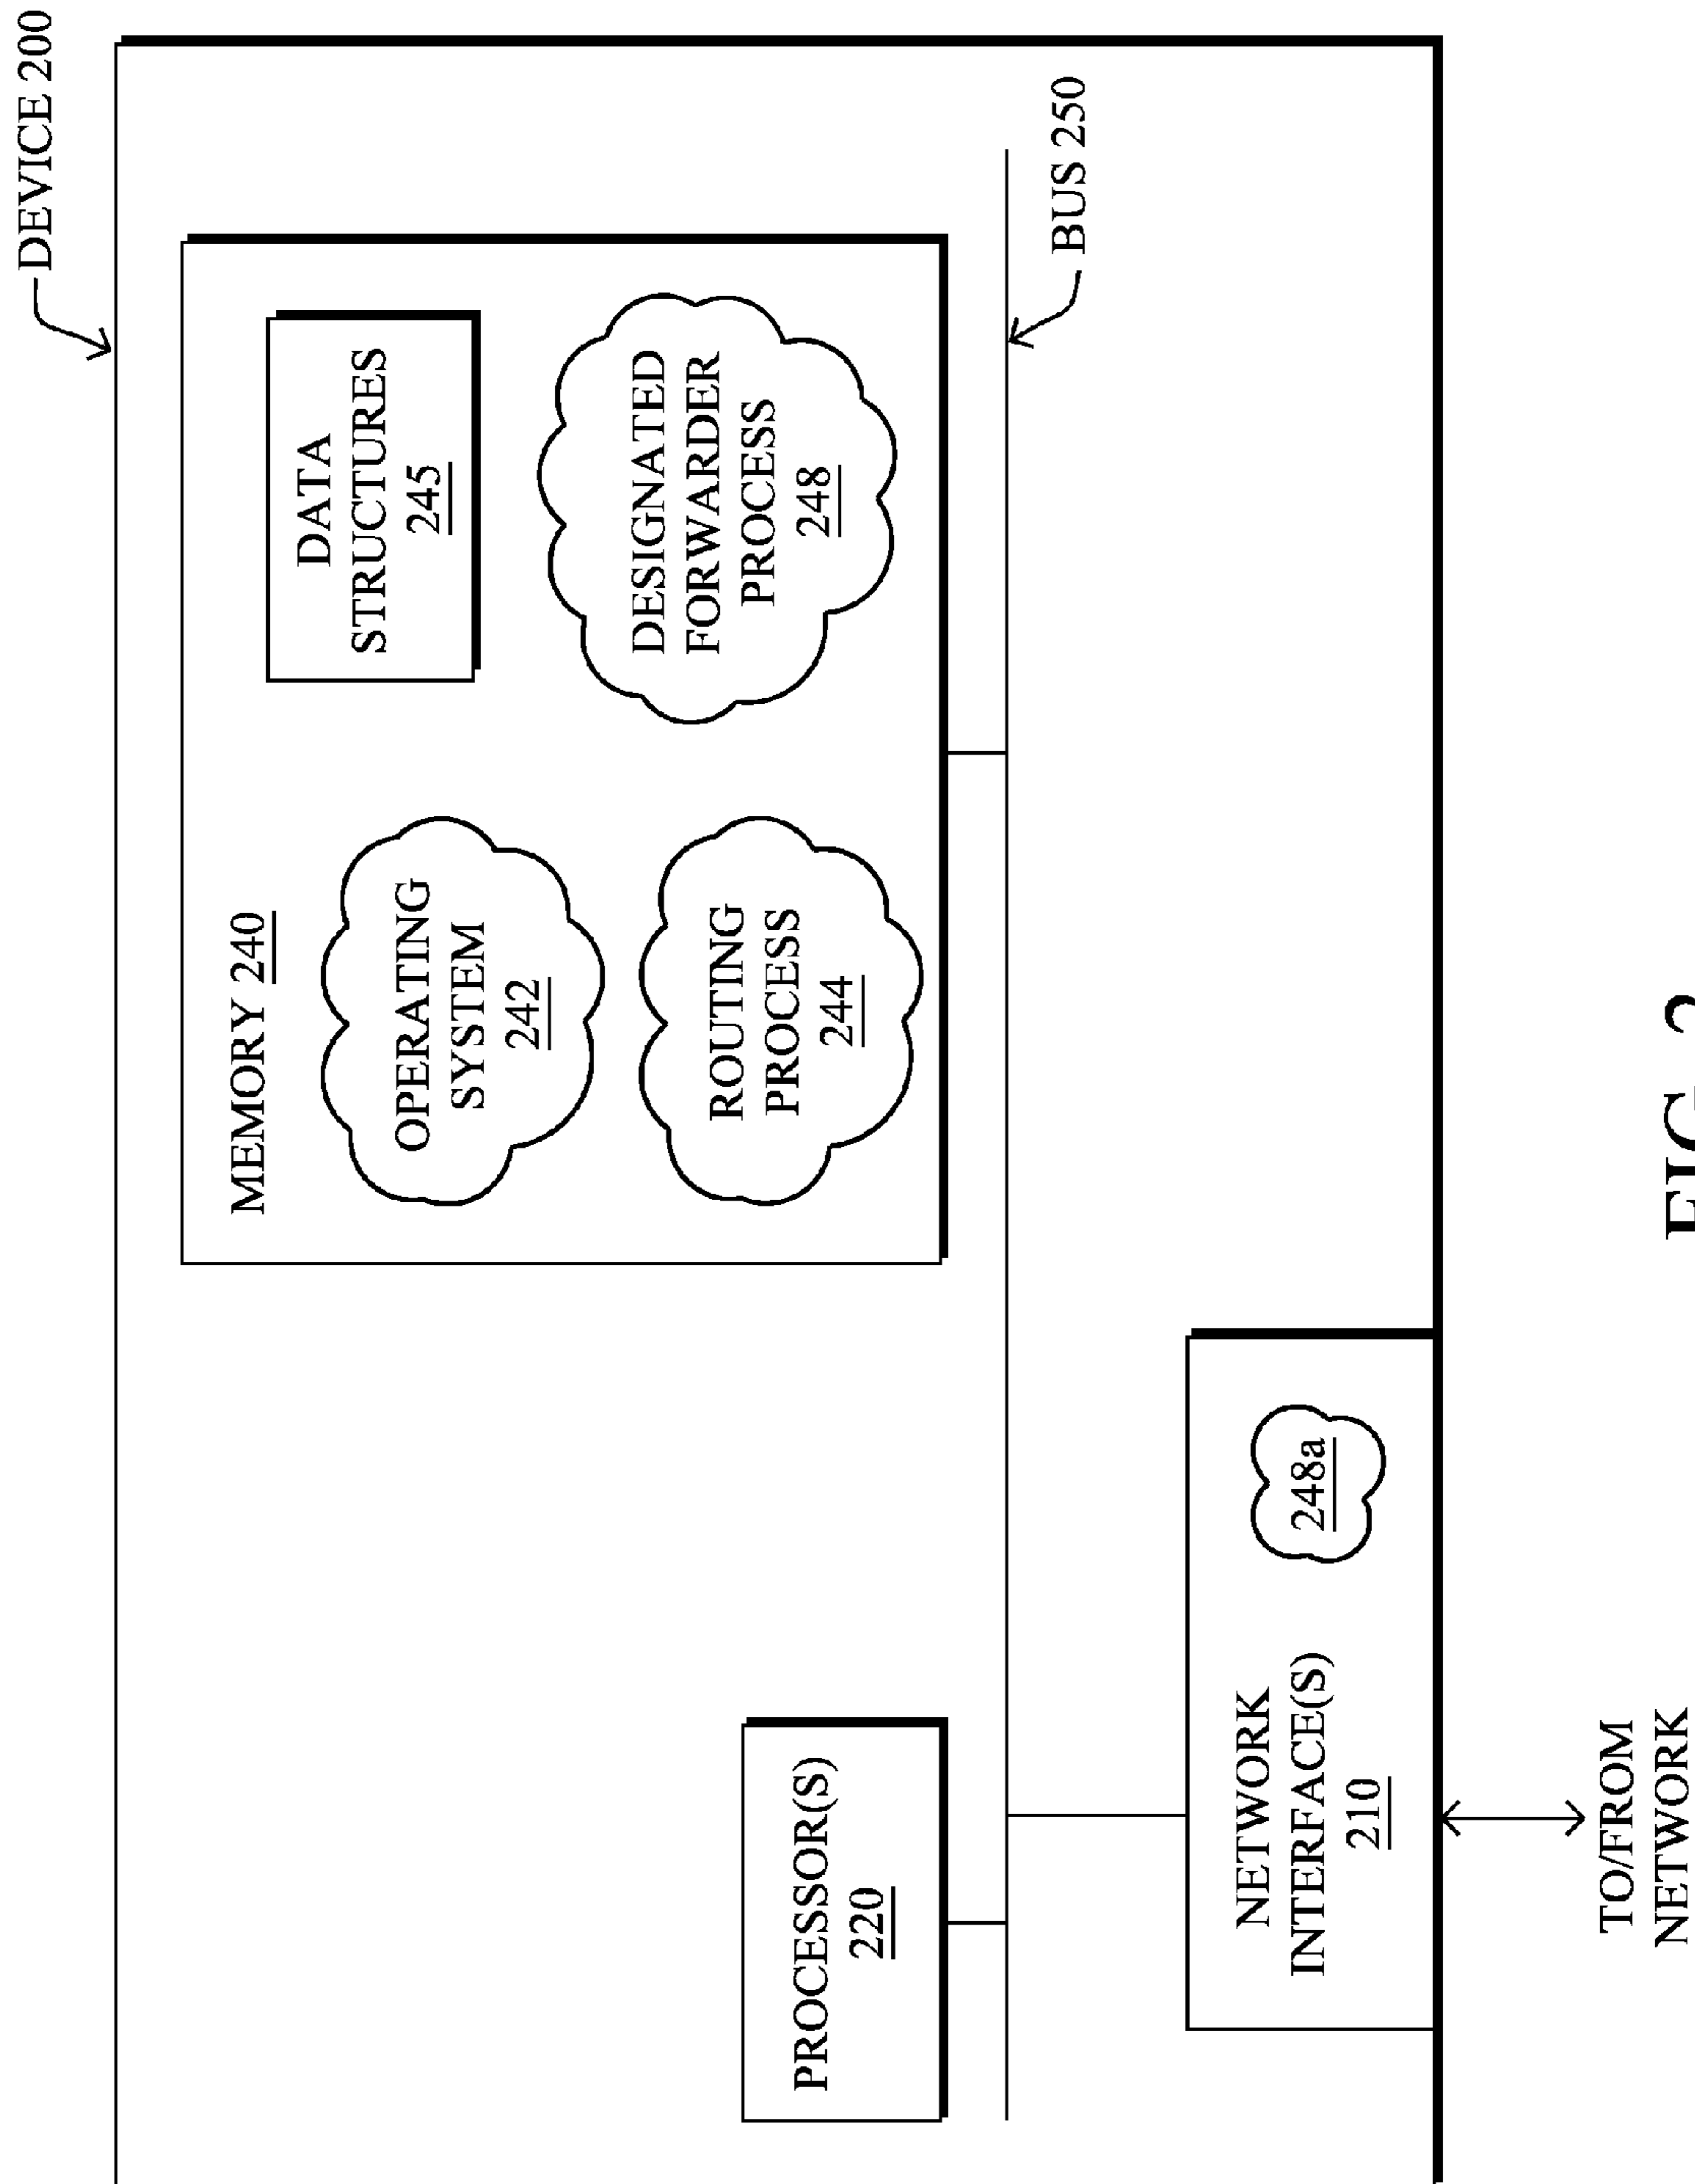 DEVICE 200
MEMORY 240
OPERATING
SYSTEM
242
DATA
STRUCTURES
245
ROUTING
PROCESS
244
DESIGNATED
FORWARDER
PROCESS
248
PROCESSOR(S)
220
BUS 250
NETWORK
INTERFACE(S)
210
248a
TO/FROM
NETWORK
FIG